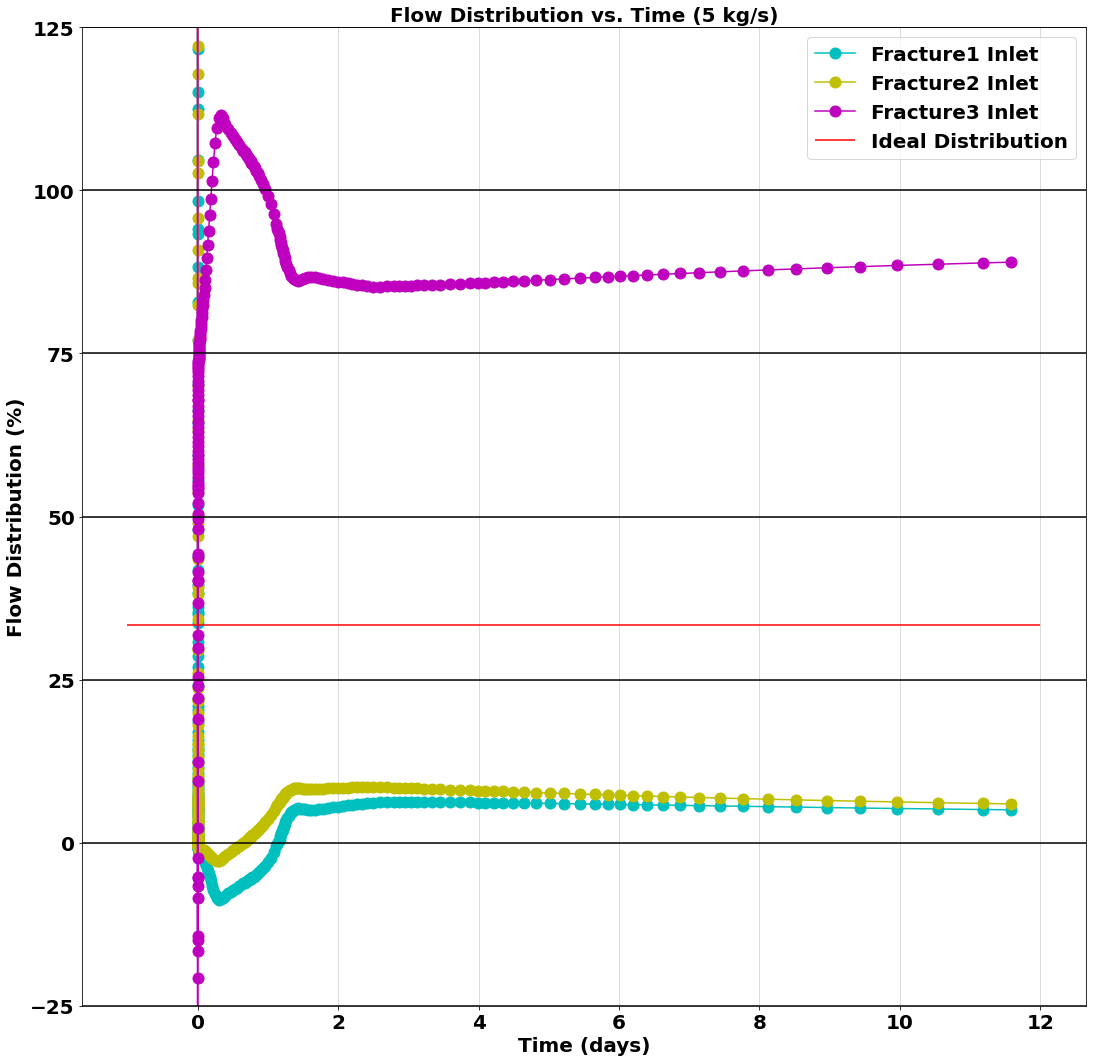 Flow Distribution vs. Time (5 kg/s)
Fracture1 Inlet
Fracture2 Inlet
Fracture3 Inlet
Ideal Distribution
Flow Distribution (%)
125
100
75
50
25
0
−25
0 2 4 6 8 10 12
Time (days)